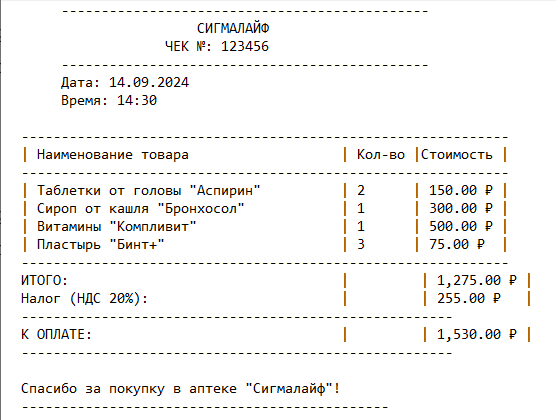 -----------------------------------------------
СИГМАЛАЙФ
ЧЕК №: 123456
-----------------------------------------------
Дата: 14.09.2024
Время: 14:30
--------------------------------------------------------------
| Наименование товара | Кол-во |Стоимость |
--------------------------------------------------------------
| Таблетки от головы "Аспирин" | 2 | 150.00 ₽ |
| Сироп от кашля "Бронхосол" | 1 | 300.00 ₽ |
| Витамины "Компливит" | 1 | 500.00 ₽ |
| Пластырь "Бинт+" | 3 | 75.00 ₽ |
--------------------------------------------------------------
ИТОГО: | | 1,275.00 ₽ |
Налог (НДС 20%): | | 255.00 ₽ |
-------------------------------------------------------
К ОПЛАТЕ: | | 1,530.00 ₽ |
-------------------------------------------------------
Спасибо за покупку в аптеке "Сигмалайф"!
-----------------------------------------------